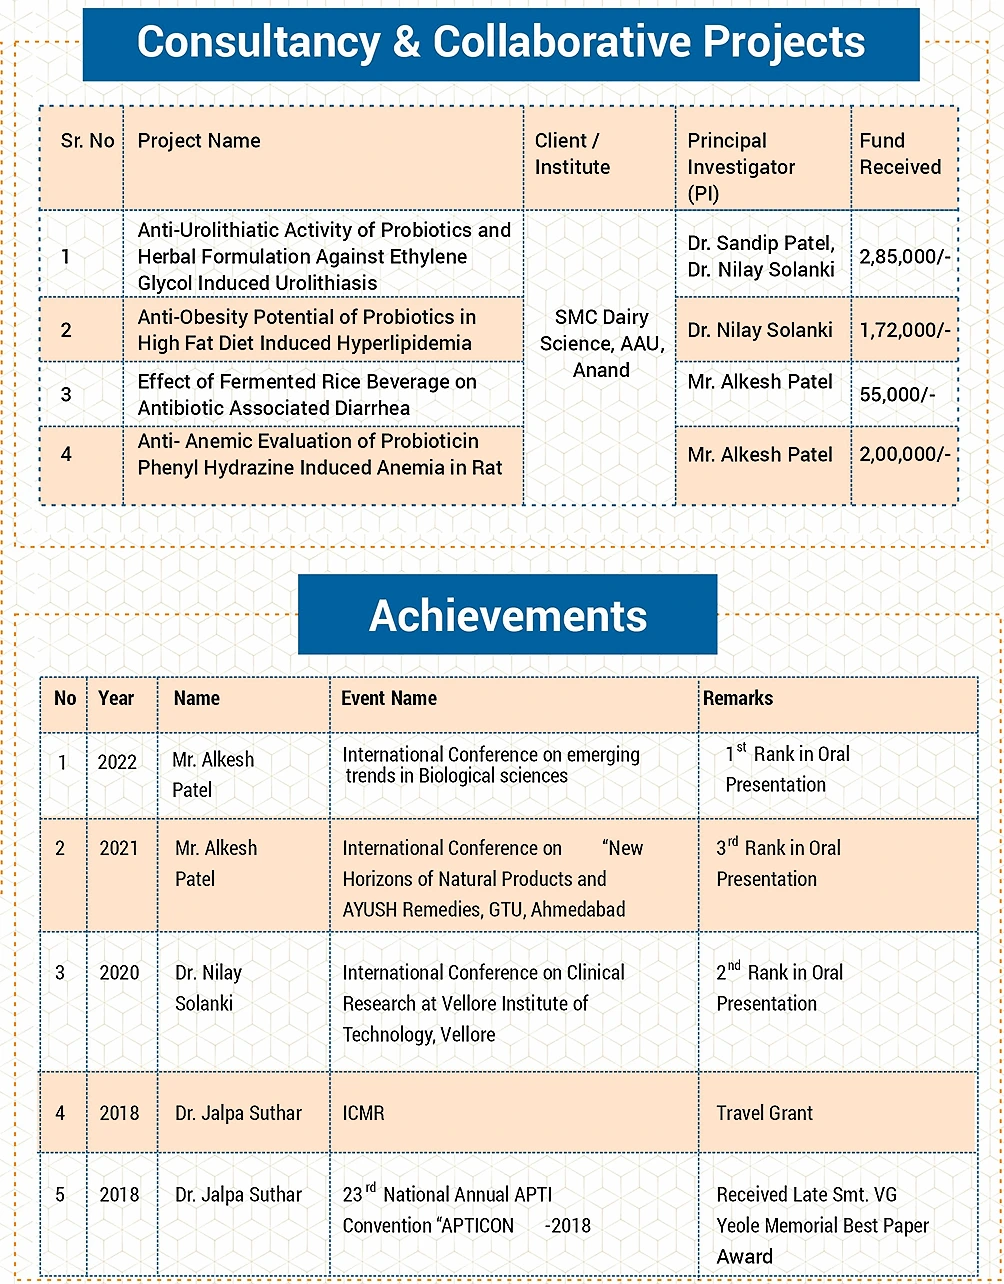 Consultancy & Collaborative Projects
Sr. No
Project Name
Client /
Institute
Principal
Investigator
(PI)
Fund
Received
1
Anti-Urolithiatic Activity of Probiotics and
Herbal Formulation Against Ethylene
Glycol Induced Urolithiasis
SMC Dairy
Science, AAU,
Anand
Dr. Sandip Patel,
Dr. Nilay Solanki
2,85,000/-
2
Anti-Obesity Potential of Probiotics in
High Fat Diet Induced Hyperlipidemia
Dr. Nilay Solanki
1,72,000/-
3
Effect of Fermented Rice Beverage on
Antibiotic Associated Diarrhea
Mr. Alkesh Patel
55,000/-
4
Anti- Anemic Evaluation of Probioticin
Phenyl Hydrazine Induced Anemia in Rat
Mr. Alkesh Patel
2,00,000/-
Achievements
No
Year
Name
Event Name
Remarks
1
2022
Mr. Alkesh
Patel
International Conference on emerging
trends in Biological sciences
1st Rank in Oral
Presentation
2
2021
Mr. Alkesh
Patel
International Conference on “New
Horizons of Natural Products and
AYUSH Remedies, GTU, Ahmedabad
3rd Rank in Oral
Presentation
3
2020
Dr. Nilay
Solanki
International Conference on Clinical
Research at Vellore Institute of
Technology, Vellore
2nd Rank in Oral
Presentation
4
2018
Dr. Jalpa Suthar
ICMR
Travel Grant
5
2018
Dr. Jalpa Suthar
23rd National Annual APTI
Convention “APTICON -2018
Received Late Smt. VG
Yeole Memorial Best Paper
Award